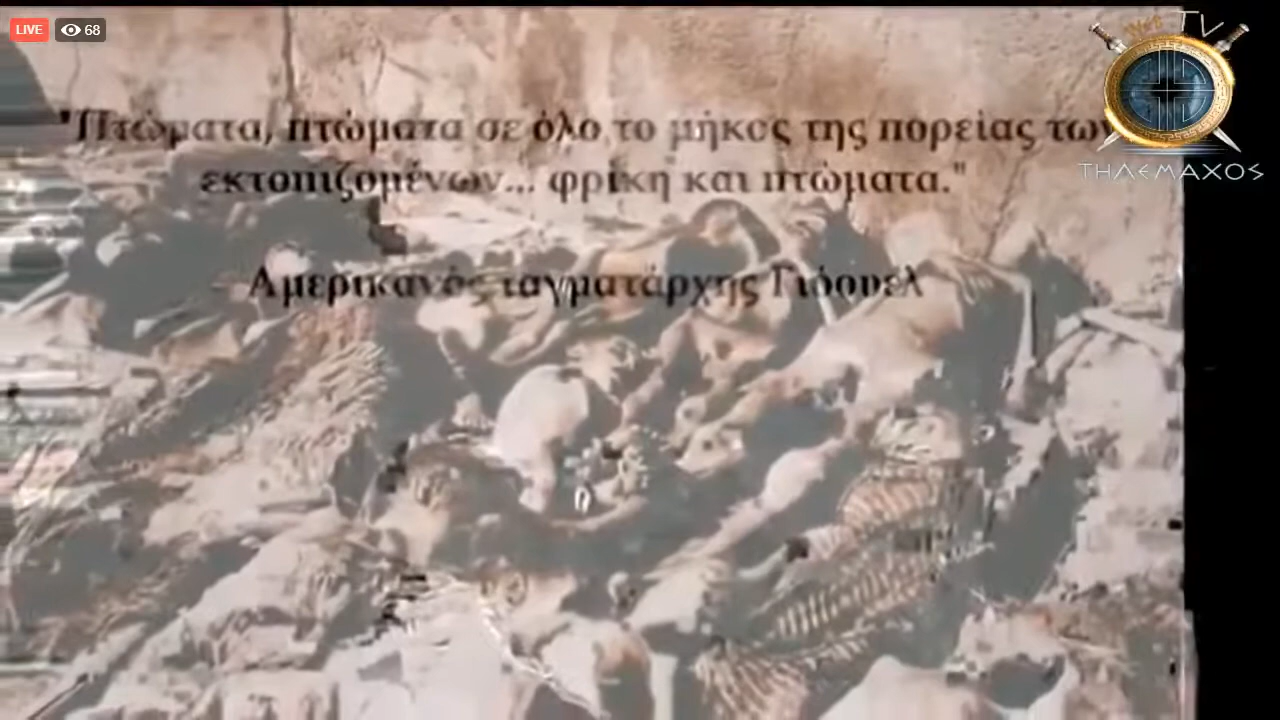 LIVE 68
TV
ΤΗΛΕΜΑΧΟΣ
"Πτώματα, πτώματα σε όλο το μήκος της πορείας των
εκτοπιζομένων... φρίκη και πτώματα."
Αμερικανός ταγματάρχης Γιόουελ